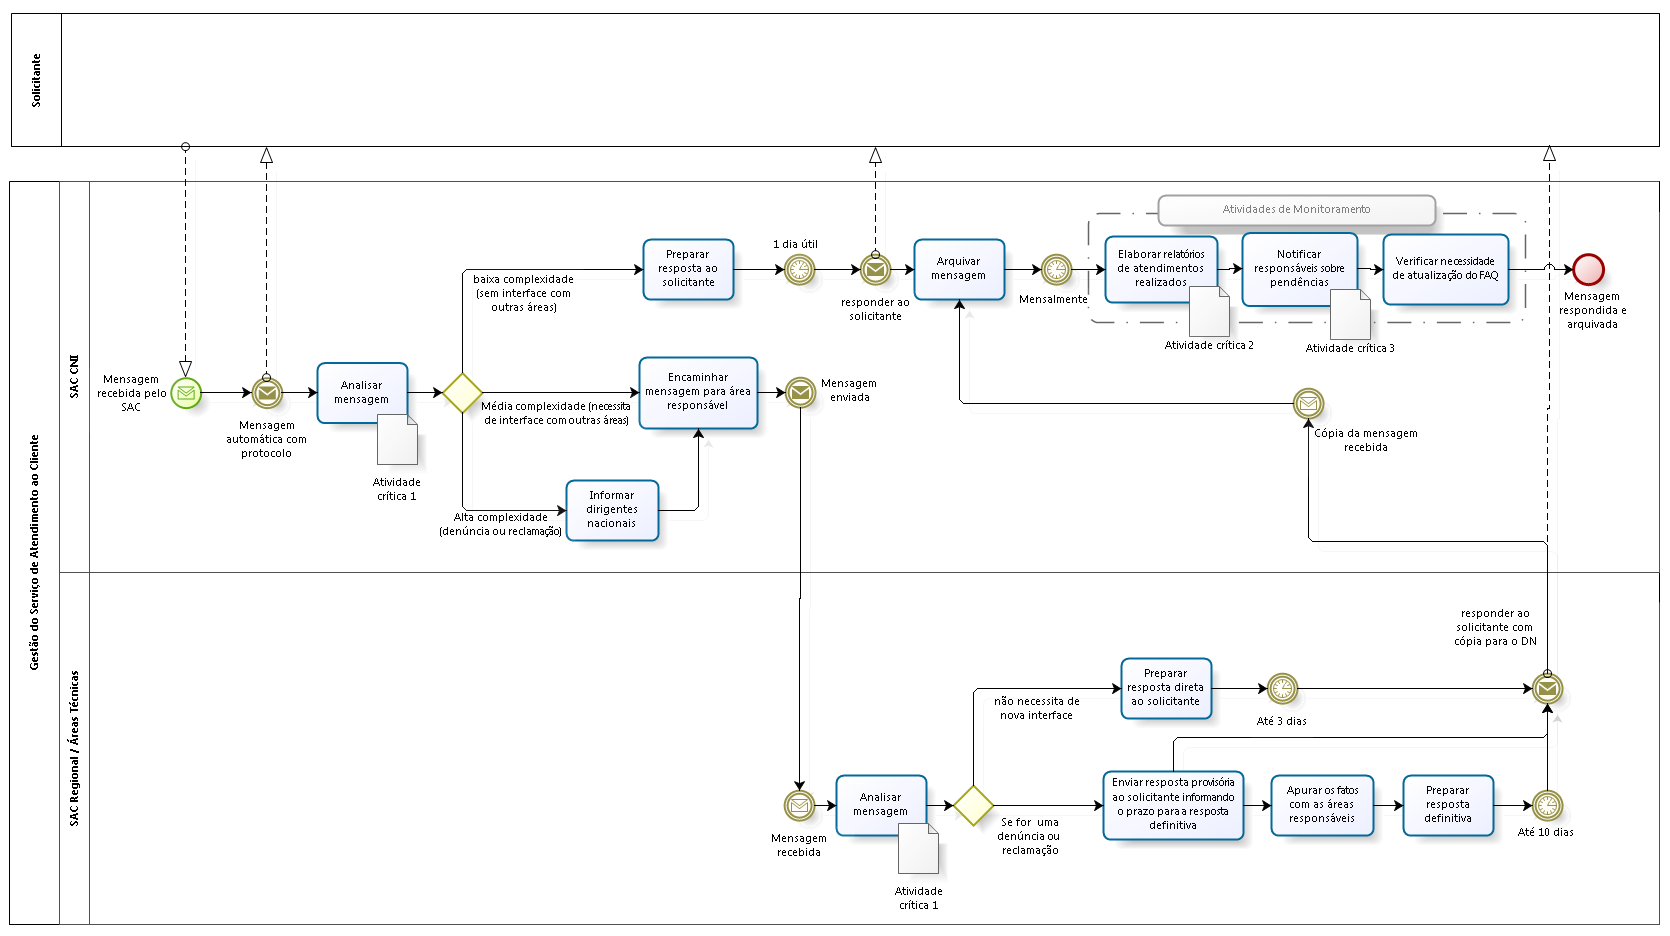 Solicitante
Gestão do Serviço de Atendimento ao Cliente
SAC CNI
Mensagem
recebida pelo
SAC
Mensagem
automática com
protocolo
Analisar
mensagem
Atividade
crítica 1
baixa complexidade
(sem interface com
outras áreas)
Média complexidade (necessita
de interface com outras áreas)
Alta complexidade
(denúncia ou reclamação)
Preparar
resposta ao
solicitante
1 dia útil
responder ao
solicitante
Encaminhar
mensagem para área
responsável
Mensagem
enviada
Informar
dirigentes
nacionais
Arquivar
mensagem
Mensalmente
Atividades de Monitoramento
Elaborar relatórios
de atendimentos
realizados
Atividade crítica 2
Notificar
responsáveis sobre
pendências
Atividade crítica 3
Verificar necessidade
de atualização do FAQ
Mensagem
respondida e
arquivada
Cópia da mensagem
recebida
SAC Regional / Áreas Técnicas
Mensagem
recebida
Analisar
mensagem
Atividade
crítica 1
não necessita de
nova interface
Se for  uma
denúncia ou
reclamação
Preparar
resposta direta
ao solicitante
Até 3 dias
responder ao
solicitante com
cópia para o DN
Enviar resposta provisória
ao solicitante informando
o prazo para a resposta
definitiva
Apurar os fatos
com as áreas
responsáveis
Preparar
resposta
definitiva
Até 10 dias